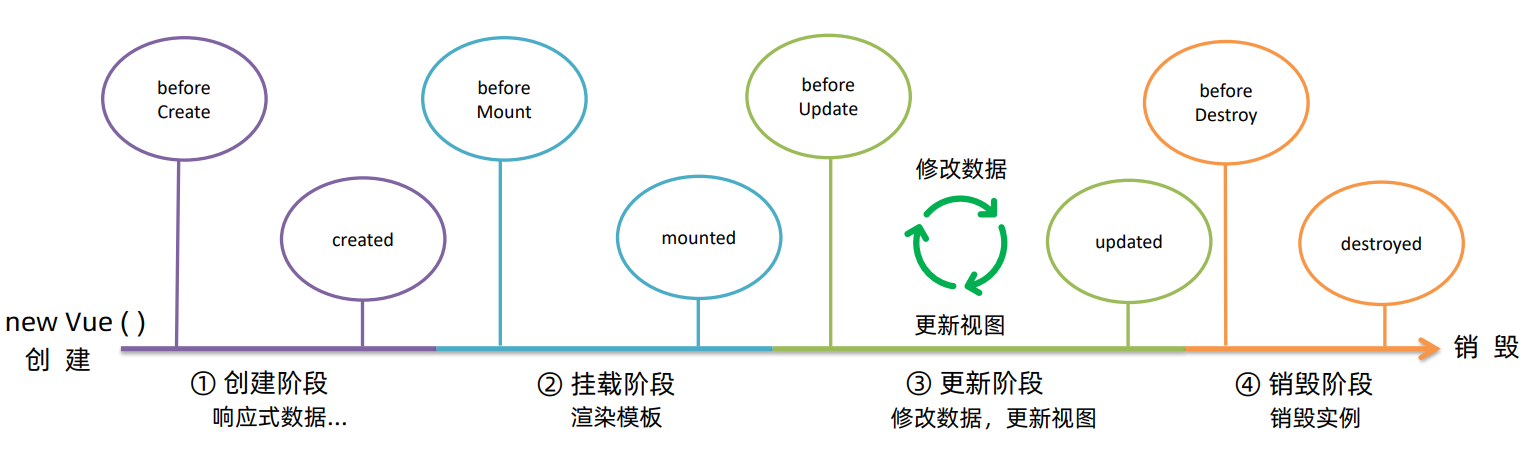 before
Create
created
before
Mount
mounted
before
Update
修改数据
更新视图
updated
before
Destroy
destroyed
new Vue ( )
创 建
销 毁
① 创建阶段
响应式数据...
② 挂载阶段
渲染模板
③ 更新阶段
修改数据，更新视图
④ 销毁阶段
销毁实例